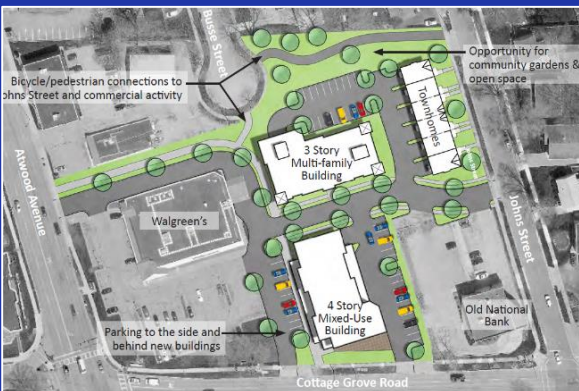 Busse Street
Opportunity for
community gardens &
open space
Bicycle/pedestrian connections to
ohns Street and commercial activity
Townhomes
3 Story
Multi-family
Building
Atwood Avenue
Walgreen's
Johns Street
4 Story
Mixed-Use
Building
Old National
Bank
Parking to the side and
behind new buildings
Cottage Grove Road